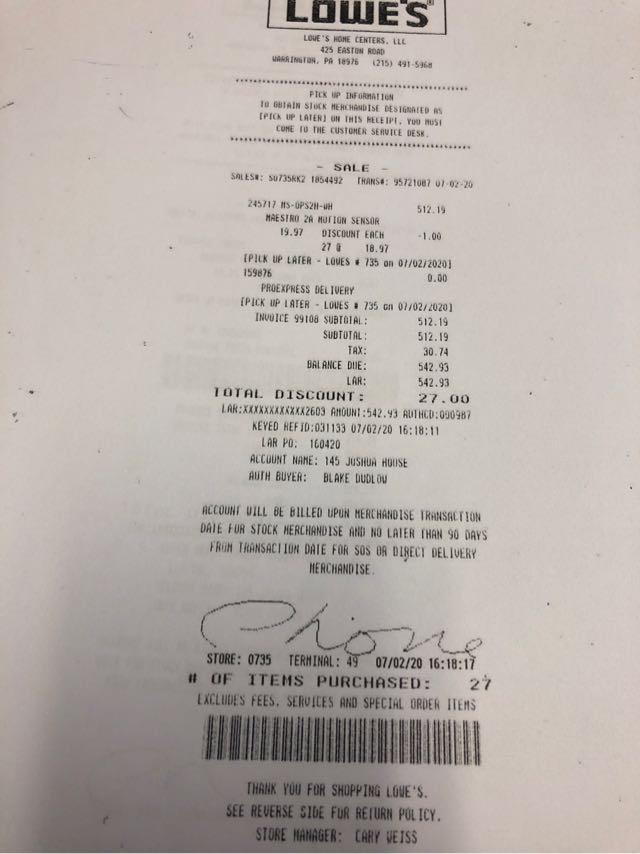 LOWE'S
LOWE'S HOME CENTERS, LLC
425 EASTON ROAD
WARRINGTON, PA 18976 (215) 491-5968
PICK UP INFORMATION
TO OBTAIN STOCK MERCHANDISE DESIGNATED AS
[PICK UP LATER] ON THIS RECEIPT, YOU MUST
COME TO THE CUSTOMER SERVICE DESK.
- SALE -
SALES#: S0735RK2 1854492 TRANS#: 95721087 07-02-20
245717 MS-OPS2H-WH 512.19
MAESTRO 2A MOTION SENSOR
19.97 DISCOUNT EACH -1.00
27 @ 18.97
[PICK UP LATER - LOWES # 735 on 07/02/2020]
159876 0.00
PROEXPRESS DELIVERY
[PICK UP LATER - LOWES # 735 on 07/02/2020]
INVOICE 99108 SUBTOTAL: 512.19
SUBTOTAL: 512.19
TAX: 30.74
BALANCE DUE: 542.93
LAR: 542.93
TOTAL DISCOUNT: 27.00
LAR:XXXXXXXXXXXX2603 AMOUNT:542.93 AUTHCD:090987
KEYED REFID:031133 07/02/20 16:18:11
LAR PO: 160420
ACCOUNT NAME: 145 JOSHUA HOUSE
AUTH BUYER: BLAKE DUDLOW
ACCOUNT WILL BE BILLED UPON MERCHANDISE TRANSACTION
DATE FOR STOCK MERCHANDISE AND NO LATER THAN 90 DAYS
FROM TRANSACTION DATE FOR SOS OR DIRECT DELIVERY
MERCHANDISE.
Phone
STORE: 0735 TERMINAL: 49 07/02/20 16:18:17
# OF ITEMS PURCHASED: 27
EXCLUDES FEES, SERVICES AND SPECIAL ORDER ITEMS
THANK YOU FOR SHOPPING LOWE'S.
SEE REVERSE SIDE FOR RETURN POLICY.
STORE MANAGER: CARY WEISS